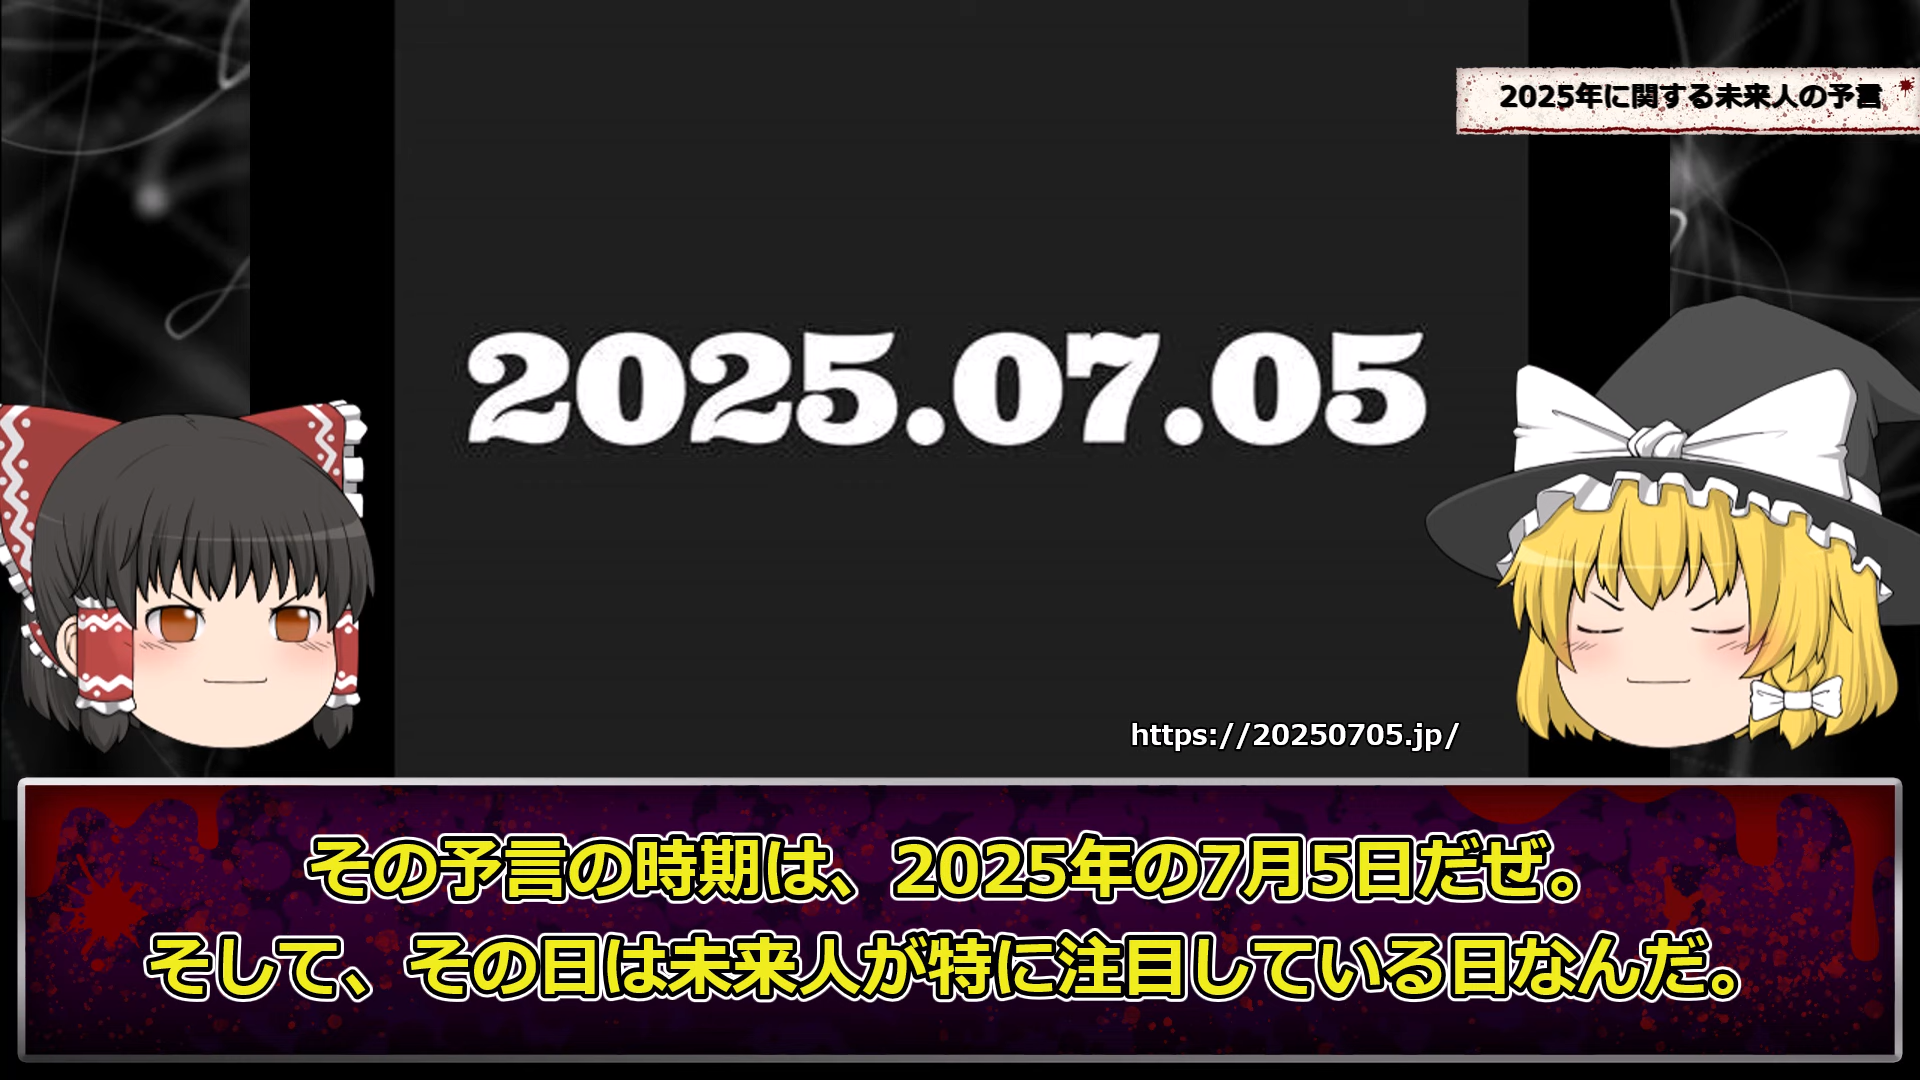 2025年に関する未来人の予言
2025.07.05
https://20250705.jp/
その予言の時期は、2025年の7月5日だぜ。
そして、その日は未来人が特に注目している日なんだ。